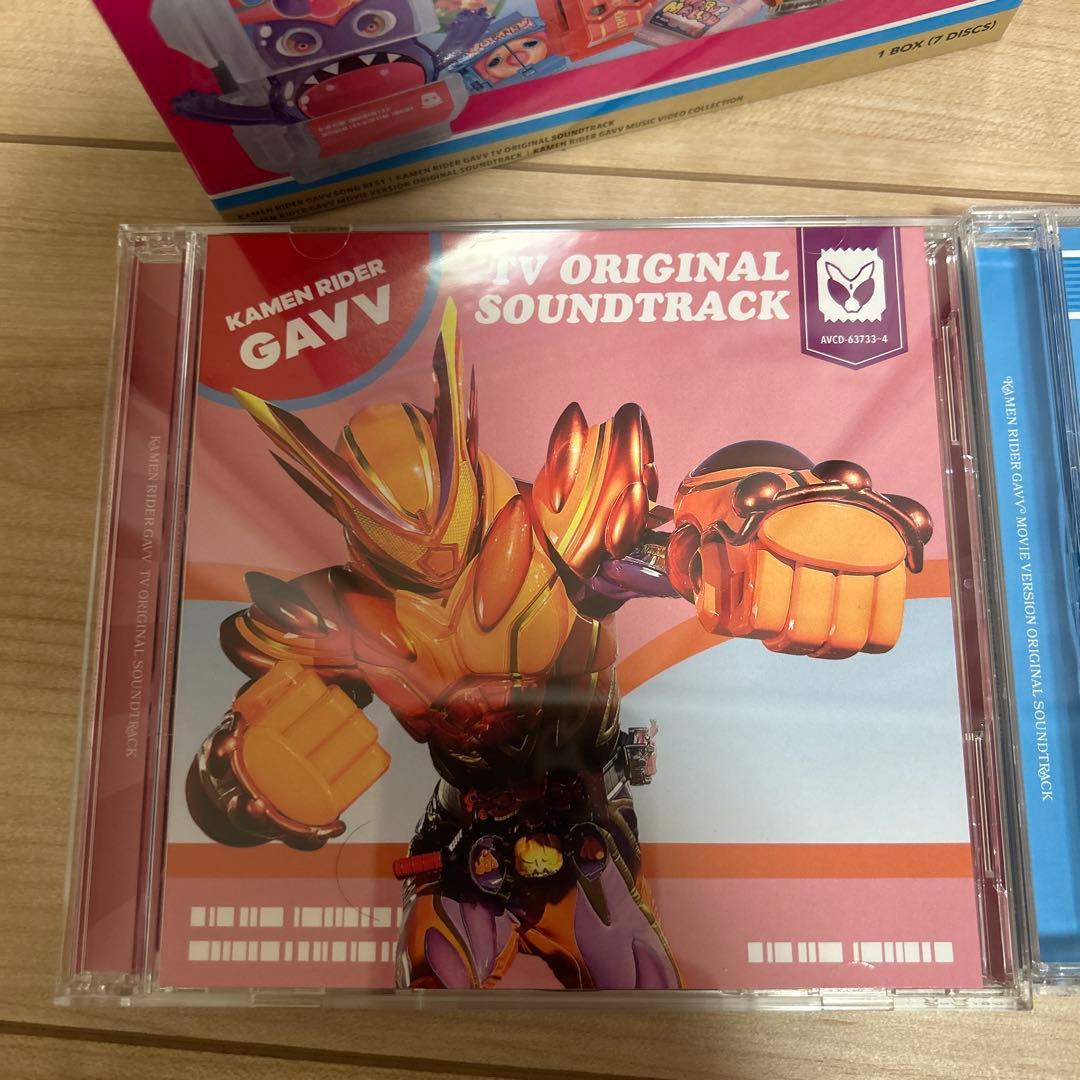 1 BOX (7 DISCS)
KAMEN RIDER GAVV SONG BEST | KAMEN RIDER GAVV TV ORIGINAL SOUNDTRACK
KAMEN RIDER GAVV MOVIE VERSION ORIGINAL SOUNDTRACK | KAMEN RIDER GAVV MUSIC VIDEO COLLECTION
KAMEN RIDER
GAVV
TV ORIGINAL
SOUNDTRACK
AVCD-63733~4
KAMEN RIDER GAVV TV ORIGINAL SOUNDTRACK
KAMEN RIDER GAVV MOVIE VERSION ORIGINAL SOUNDTRACK